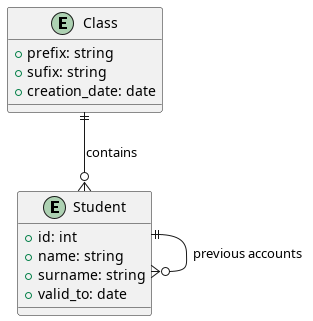 E Class
prefix: string
sufix: string
creation_date: date
contains
E Student
id: int
name: string
surname: string
valid_to: date
previous accounts